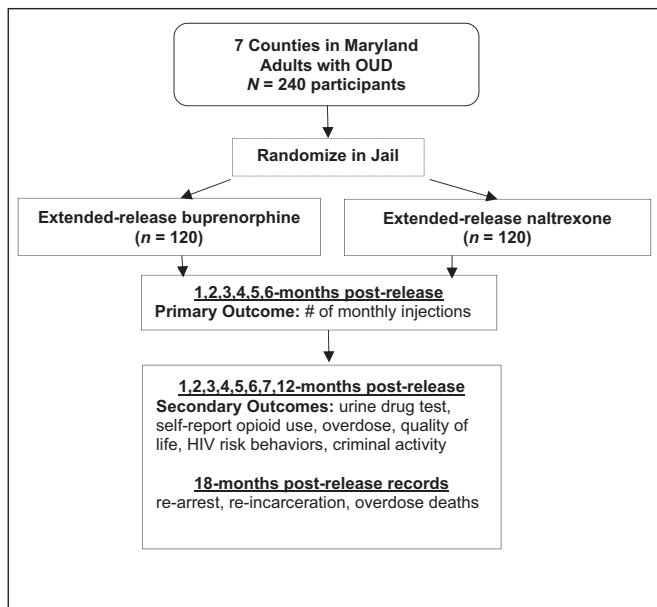 7 Counties in Maryland
Adults with OUD
N = 240 participants
Randomize in Jail
Extended-release buprenorphine
(n = 120)
Extended-release naltrexone
(n = 120)
1,2,3,4,5,6-months post-release
Primary Outcome: # of monthly injections
1,2,3,4,5,6,7,12-months post-release
Secondary Outcomes: urine drug test,
self-report opioid use, overdose, quality of
life, HIV risk behaviors, criminal activity
18-months post-release records
re-arrest, re-incarceration, overdose deaths